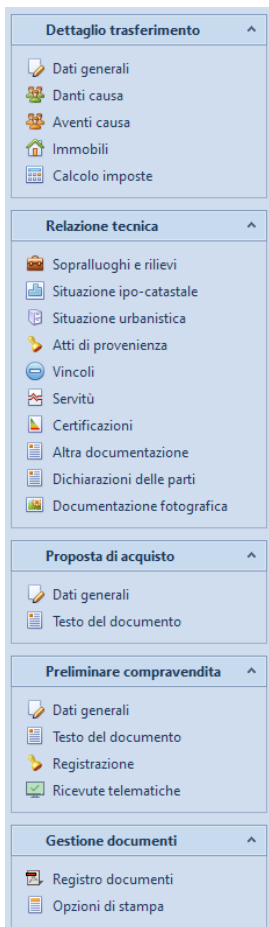 Dettaglio trasferimento
Dati generali
Danti causa
Aventi causa
Immobili
Calcolo imposte
Relazione tecnica
Sopralluoghi e rilievi
Situazione ipo-catastale
Situazione urbanistica
Atti di provenienza
Vincoli
Servitù
Certificazioni
Altra documentazione
Dichiarazioni delle parti
Documentazione fotografica
Proposta di acquisto
Dati generali
Testo del documento
Preliminare compravendita
Dati generali
Testo del documento
Registrazione
Ricevute telematiche
Gestione documenti
Registro documenti
Opzioni di stampa